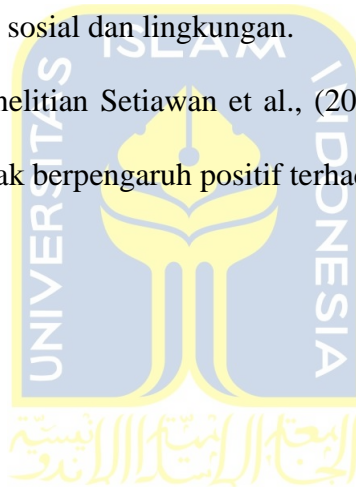 sosial dan lingkungan.
nelitian Setiawan et al., (20
ak berpengaruh positif terhad
UNIVERSITAS ISLAM INDONESIA